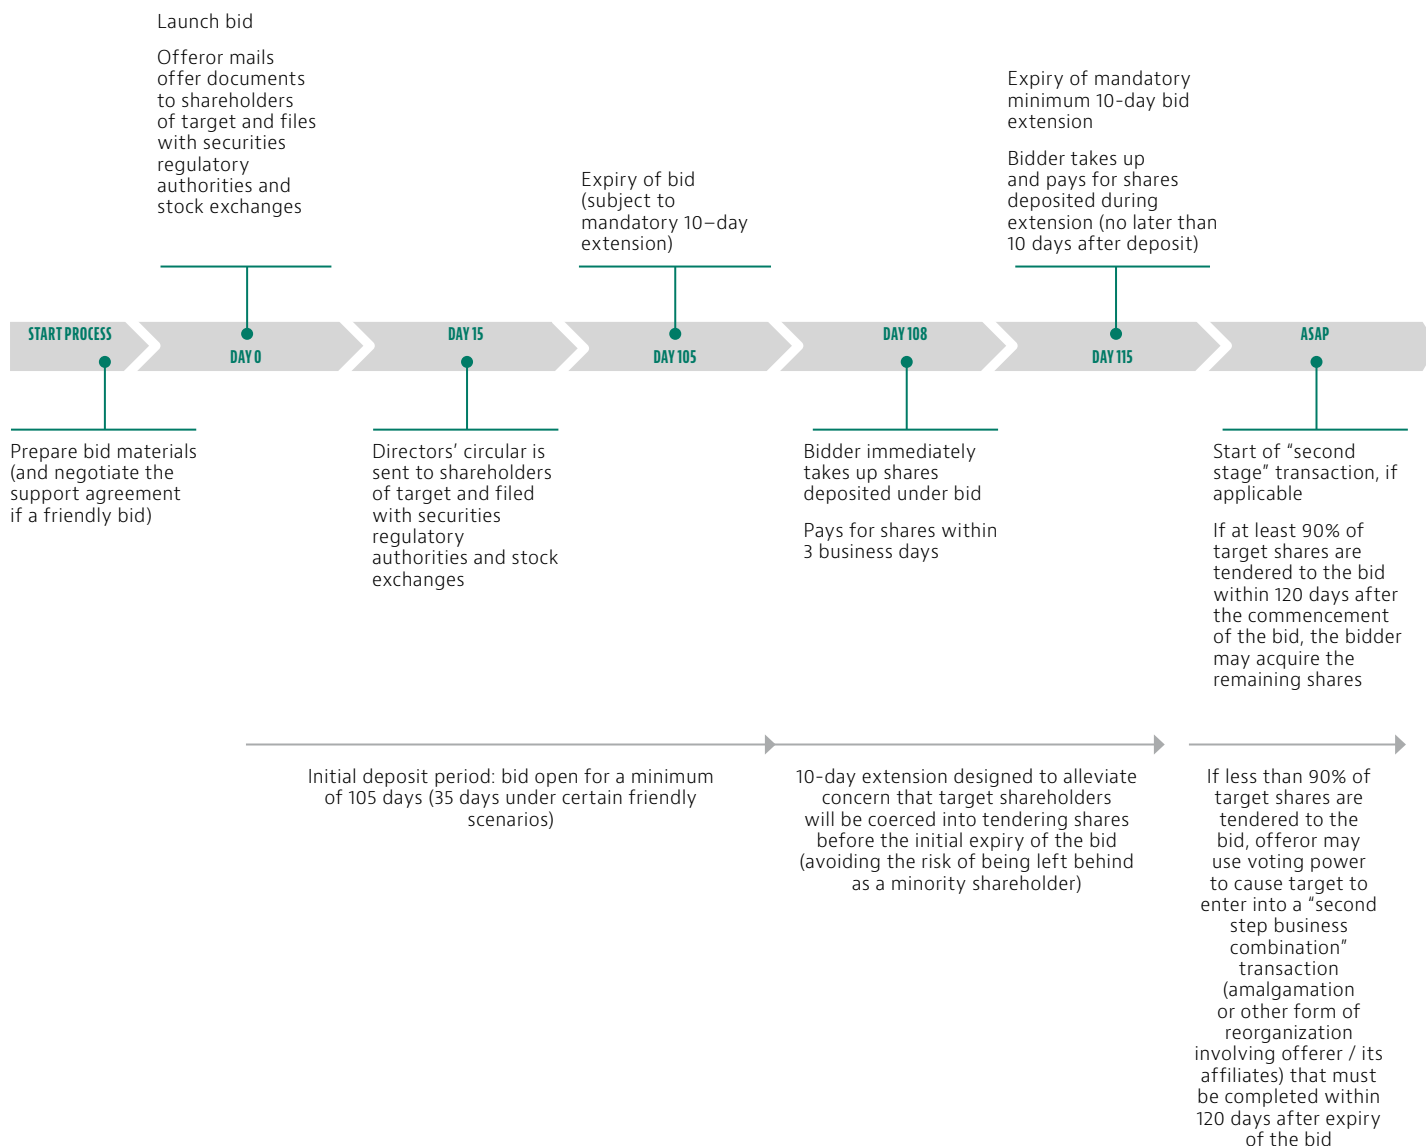 Launch bid
Offeror mails
offer documents
to shareholders
of target and files
with securities
regulatory
authorities and
stock exchanges
Expiry of bid
(subject to
mandatory 10–day
extension)
Expiry of mandatory
minimum 10-day bid
extension
Bidder takes up
and pays for shares
deposited during
extension (no later than
10 days after deposit)
START PROCESS
DAY 0
DAY 15
DAY 105
DAY 108
DAY 115
ASAP
Prepare bid materials
(and negotiate the
support agreement
if a friendly bid)
Directors’ circular is
sent to shareholders
of target and filed
with securities
regulatory
authorities and stock
exchanges
Bidder immediately
takes up shares
deposited under bid
Pays for shares within
3 business days
Start of “second
stage” transaction, if
applicable
If at least 90% of
target shares are
tendered to the bid
within 120 days after
the commencement
of the bid, the bidder
may acquire the
remaining shares
Initial deposit period: bid open for a minimum
of 105 days (35 days under certain friendly
scenarios)
10-day extension designed to alleviate
concern that target shareholders
will be coerced into tendering shares
before the initial expiry of the bid
(avoiding the risk of being left behind
as a minority shareholder)
If less than 90% of
target shares are
tendered to the
bid, offeror may
use voting power
to cause target to
enter into a “second
step business
combination”
transaction
(amalgamation
or other form of
reorganization
involving offerer / its
affiliates) that must
be completed within
120 days after expiry
of the bid